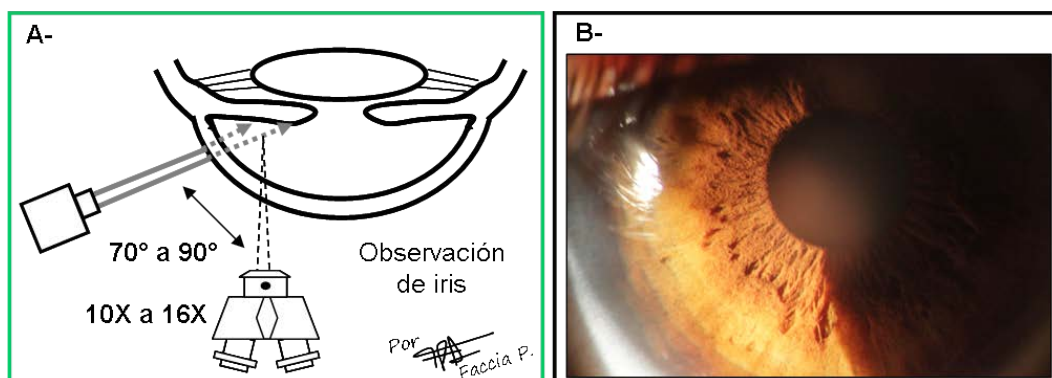 A-
70° a 90°
10X a 16X
Observación
de iris
Por
Faccia P.
B-